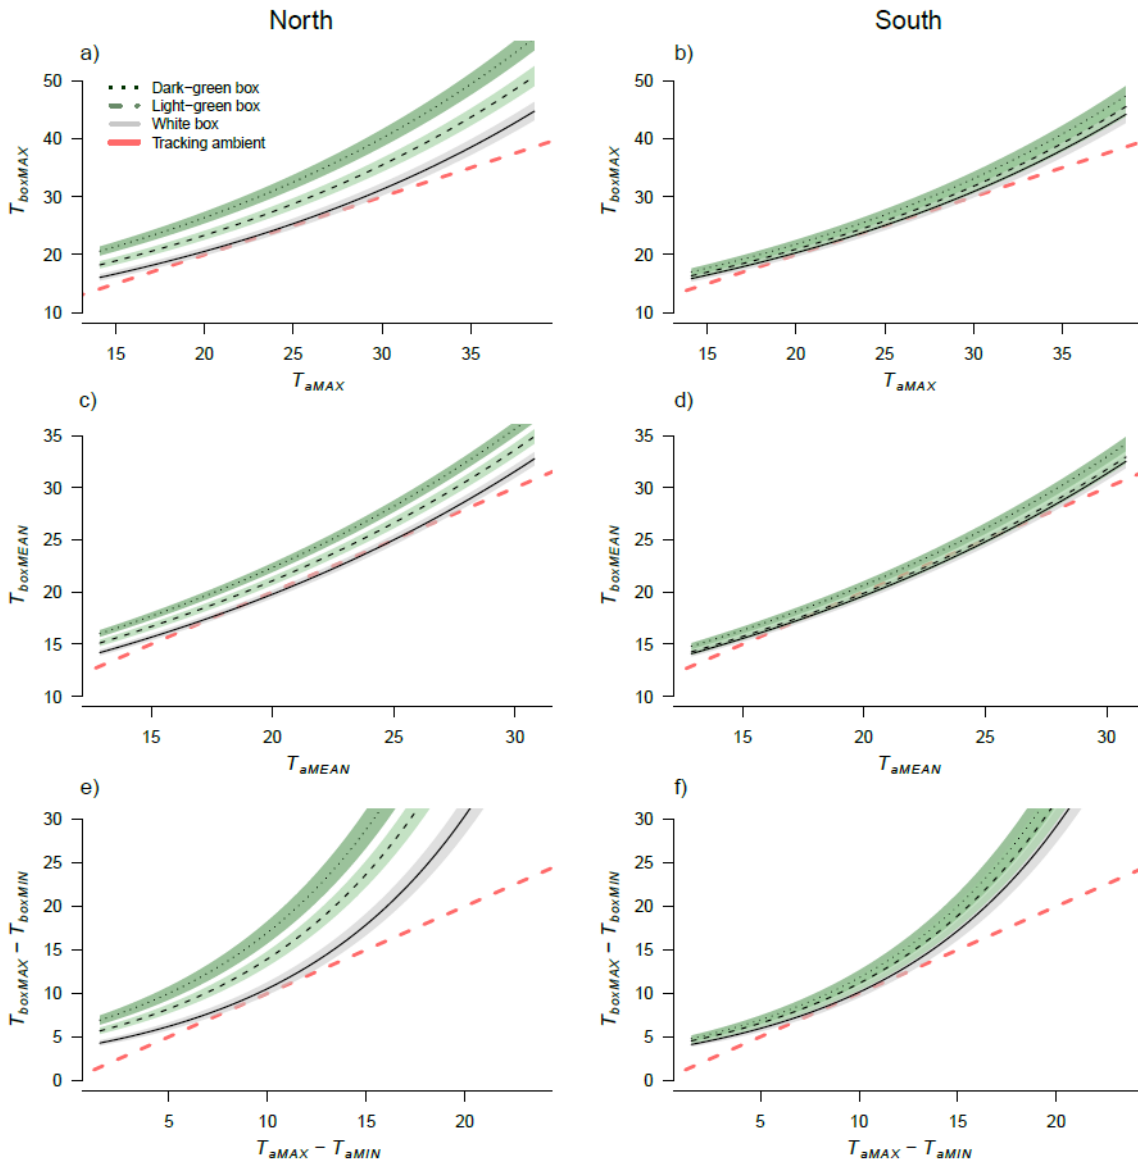 North
South
a)
b)
Dark-green box
Light-green box
White box
Tracking ambient
50
40
30
20
10
T boxMAX
15
20
25
30
35
T aMAX
50
40
30
20
10
T boxMAX
15
20
25
30
35
T aMAX
c)
d)
35
30
25
20
15
10
T boxMEAN
15
20
25
30
T aMEAN
35
30
25
20
15
10
T boxMEAN
15
20
25
30
T aMEAN
e)
f)
30
25
20
15
10
5
0
T boxMAX − T boxMIN
5
10
15
20
T aMAX − T aMIN
30
25
20
15
10
5
0
T boxMAX − T boxMIN
5
10
15
20
T aMAX − T aMIN